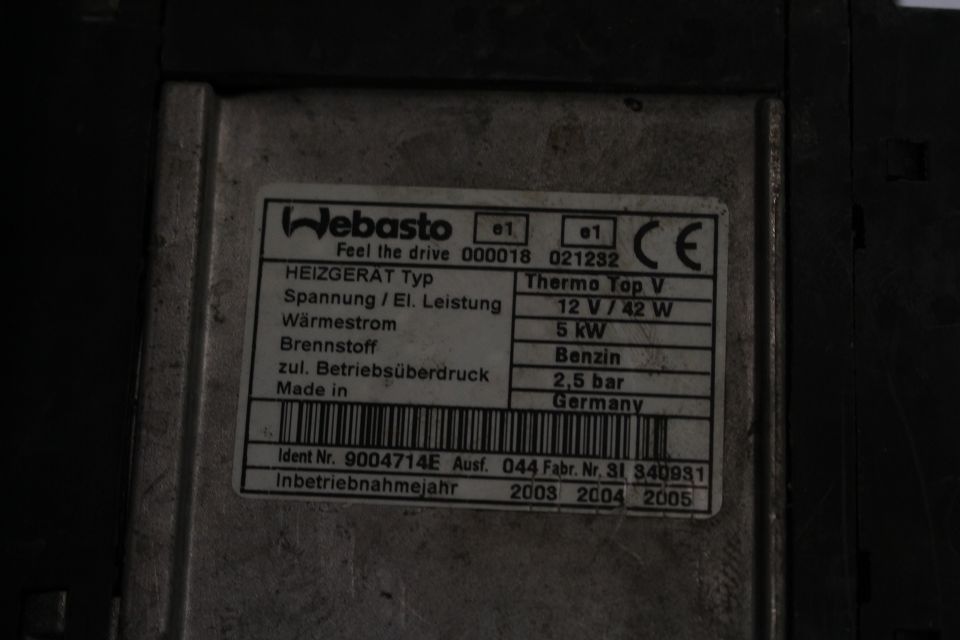 Webasto e1 e1 CE
Feel the drive 000018 021232
HEIZGERÄT Typ Thermo Top V
Spannung / El. Leistung 12 V / 42 W
Wärmestrom 5 kW
Brennstoff Benzin
zul. Betriebsüberdruck 2,5 bar
Made in Germany
Ident Nr. 9004714E Ausf. 044 Fabr. Nr. SI 340931
Inbetriebnahmejahr 2003 2004 2005